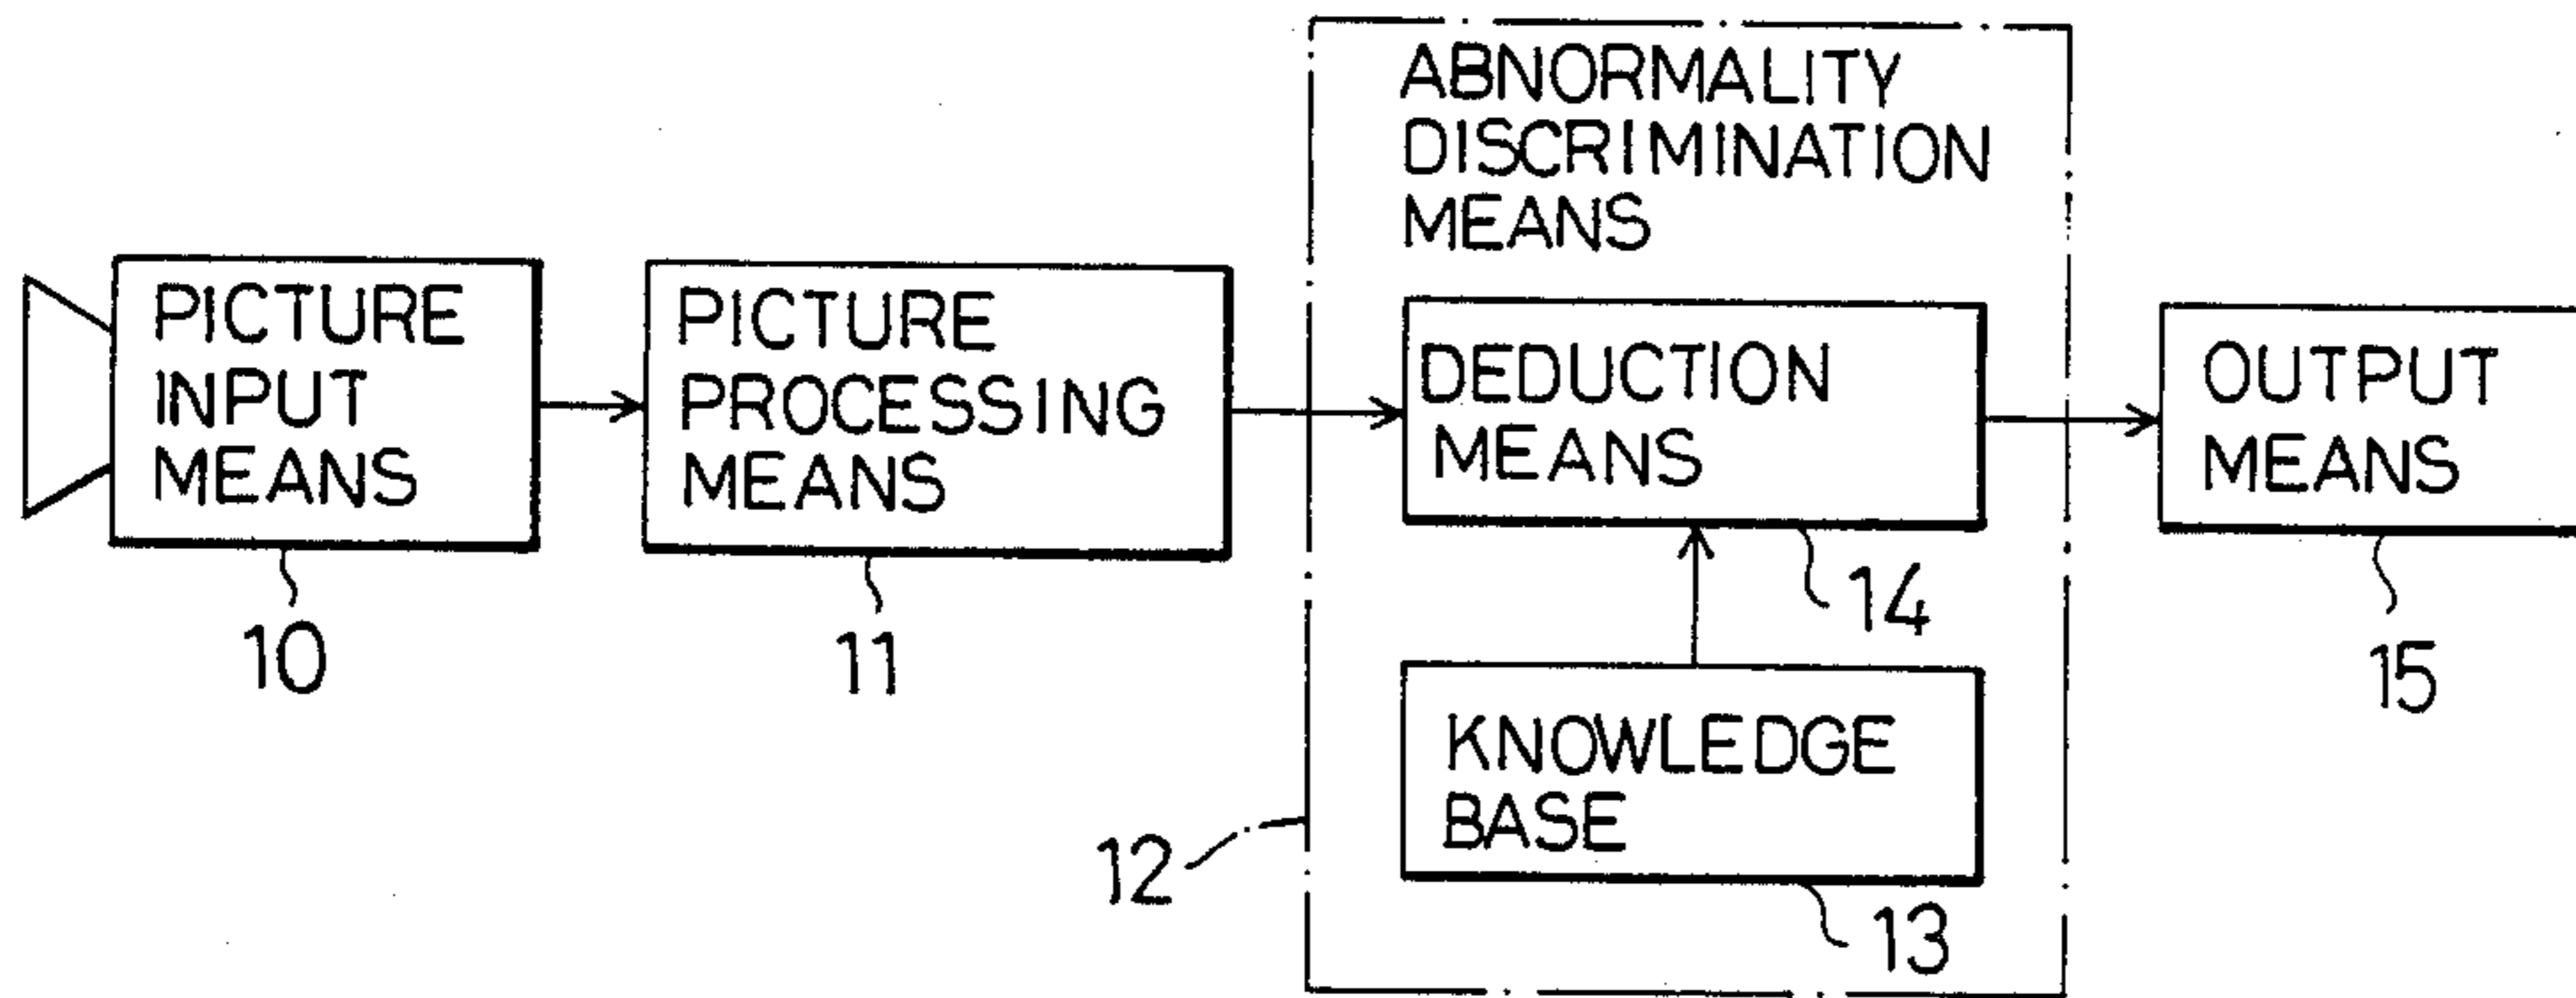 PICTURE
INPUT
MEANS
10
PICTURE
PROCESSING
MEANS
11
ABNORMALITY
DISCRIMINATION
MEANS
12
DEDUCTION
MEANS
14
KNOWLEDGE
BASE
13
OUTPUT
MEANS
15